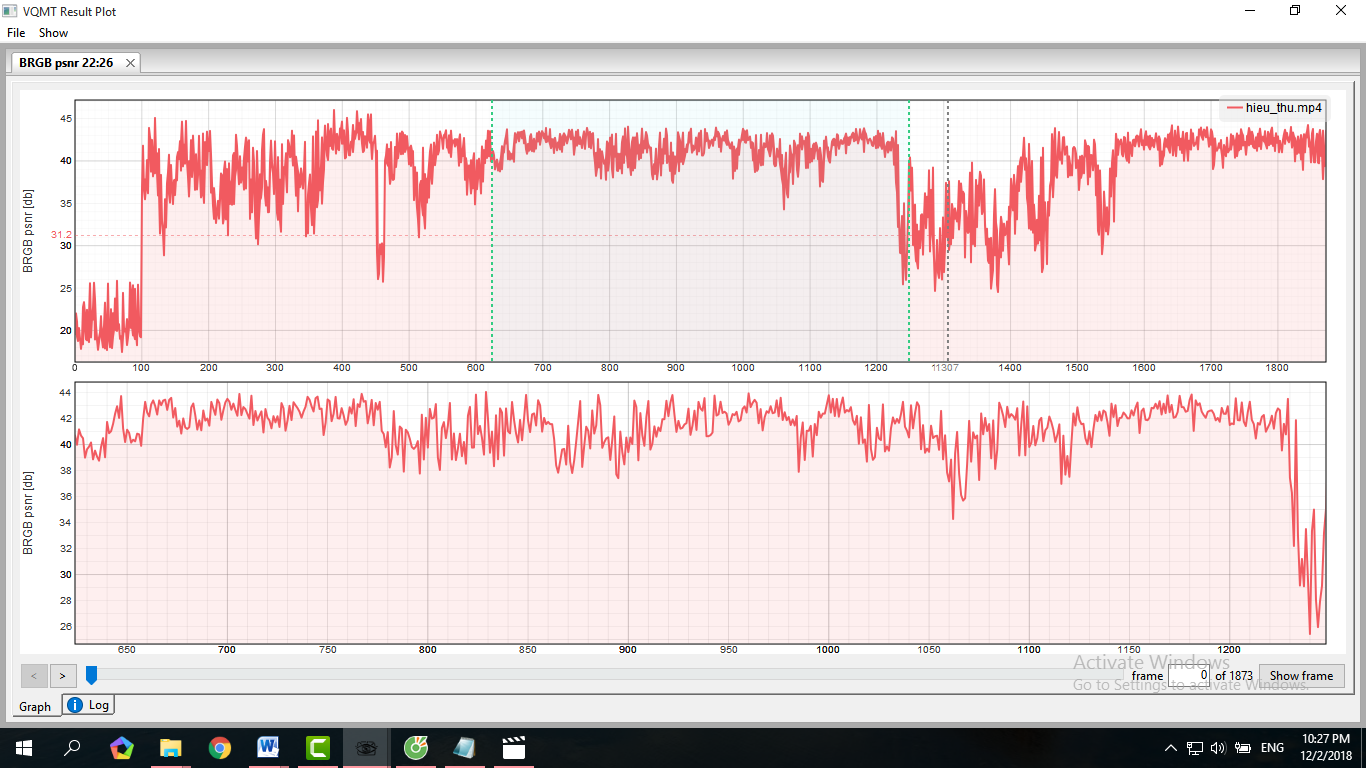 VQMT Result Plot
File Show
BRGB psnr 22:26
hieu_thu.mp4
BRGB psnr [db]
45
40
35
31.2
30
25
20
0 100 200 300 400 500 600 700 800 900 1000 1100 1200 1307 1400 1500 1600 1700 1800
BRGB psnr [db]
44
42
40
38
36
34
32
30
28
26
650 700 750 800 850 900 950 1000 1050 1100 1150 1200
Activate Windows
Go to Settings to activate Windows.
< > frame 0 of 1873 Show frame
Graph Log
ENG
10:27 PM
12/2/2018